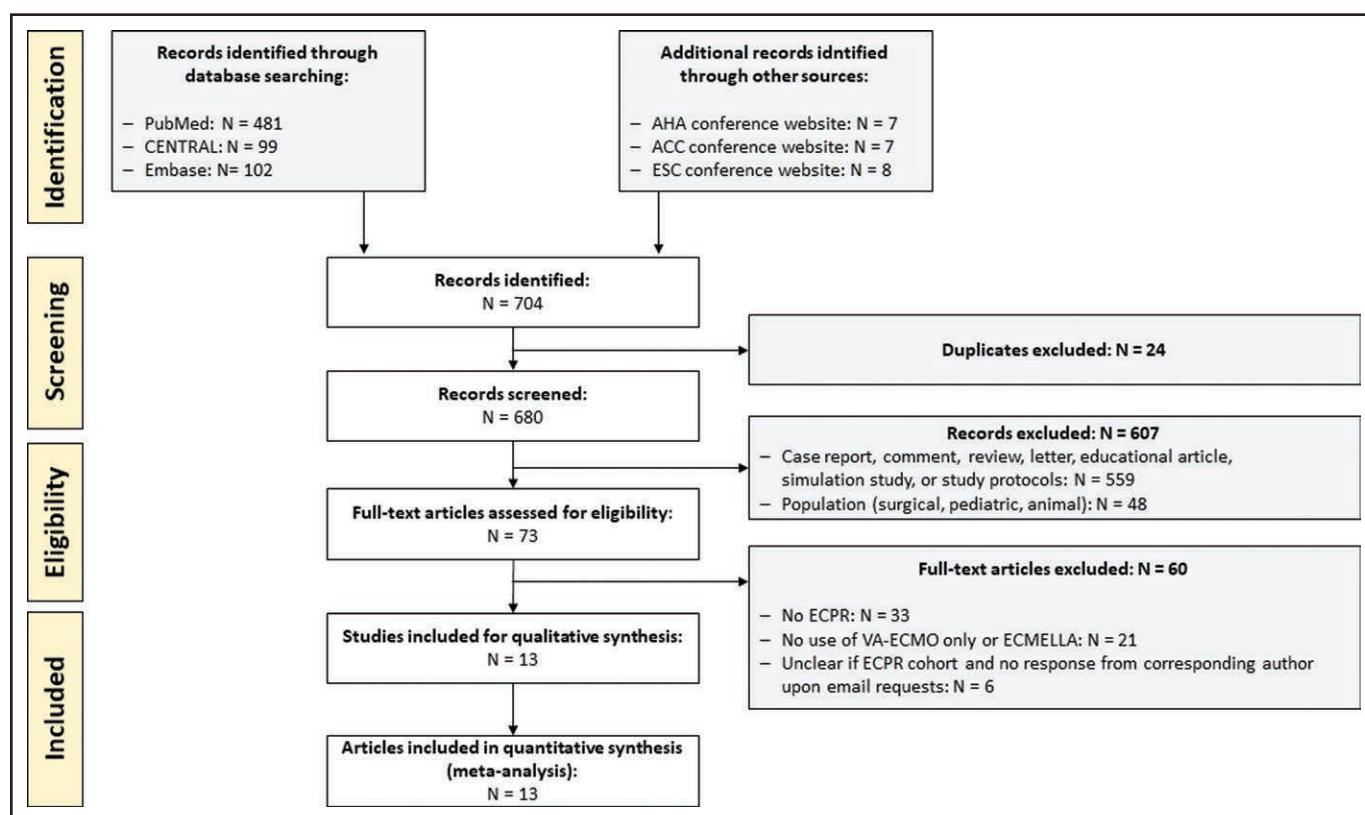 Identification
Records identified through
database searching:
– PubMed: N = 481
– CENTRAL: N = 99
– Embase: N= 102
Additional records idntified
through other sources:
– AHA conference website: N = 7
– ACC conference website: N = 7
– ESC conference website: N = 8
Screening
Records identified:
N = 704
Duplicates excluded: N = 24
Records screened:
N = 680
Records excluded: N = 607
– Case report, comment, review, letter, educational article,
simulation study, or study protocols: N = 559
– Population (surgical, pediatric, animal): N = 48
Eligibility
Full-text articles assessed for eligibility:
N = 73
Full-text articles excluded: N = 60
– No ECPR: N = 33
– No use of VA-ECMO only or ECMELLA: N = 21
– Unclear if ECPR cohort and no response from corresponding author
upon email requests: N = 6
Included
Studies included for qualitative synthesis:
N = 13
Articles included in quantitative synthesis
(meta-analysis):
N = 13